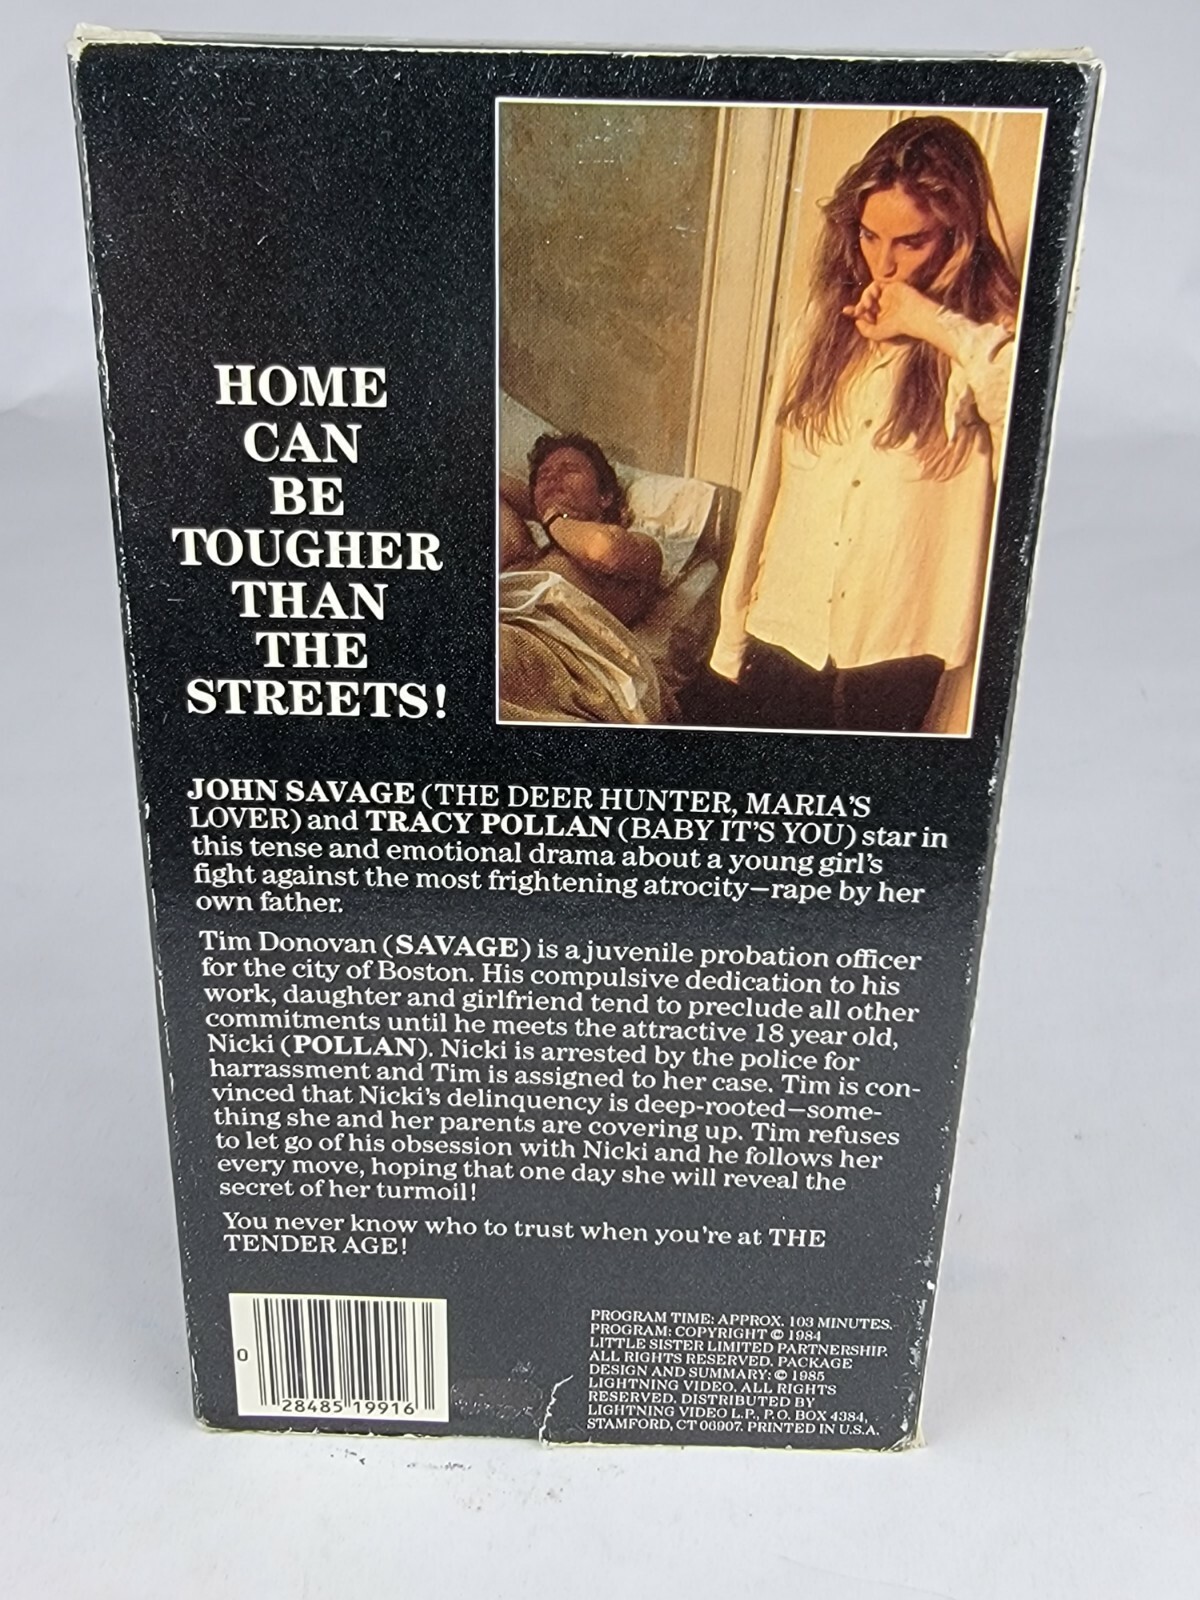 HOME
CAN
BE
TOUGHER
THAN
THE
STREETS!
JOHN SAVAGE (THE DEER HUNTER, MARIA'S
LOVER) and TRACY POLLAN (BABY IT'S YOU) star in
this tense and emotional drama about a young girl's
fight against the most frightening atrocity—rape by her
own father.
Tim Donovan (SAVAGE) is a juvenile probation officer
for the city of Boston. His compulsive dedication to his
work, daughter and girlfriend tend to preclude all other
commitments until he meets the attractive 18 year old,
Nicki (POLLAN). Nicki is arrested by the police for
harrassment and Tim is assigned to her case. Tim is con-
vinced that Nicki's delinquency is deep-rooted—some-
thing she and her parents are covering up. Tim refuses
to let go of his obsession with Nicki and he follows her
every move, hoping that one day she will reveal the
secret of her turmoil!
You never know who to trust when you're at THE
TENDER AGE!
0
28485 19916
PROGRAM TIME: APPROX. 103 MINUTES.
PROGRAM: COPYRIGHT © 1984
LITTLE SISTER LIMITED PARTNERSHIP.
ALL RIGHTS RESERVED. PACKAGE
DESIGN AND SUMMARY: © 1985
LIGHTNING VIDEO. ALL RIGHTS
RESERVED. DISTRIBUTED BY
LIGHTNING VIDEO L.P., P.O. BOX 4384,
STAMFORD, CT 06907. PRINTED IN U.S.A.